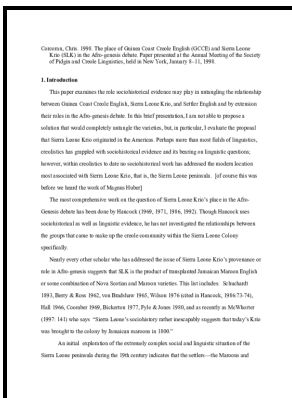 Corcoran, Chris. 1998. The place of Guinea Coast Creole English (GCCE) and Sierra Leone
Krio (SLK) in the Afro-genesis debate. Paper presented at the Annual Meeting of the Society
of Pidgin and Creole Linguistics, held in New York, January 8–11, 1998.
1. Introduction
This paper examines the role sociohistorical evidence may play in untangling the relationship
between Guinea Coast Creole English, Sierra Leone Krio, and Settler English and by extension
their roles in the Afro-genesis debate. In this brief presentation, I am not able to propose a
solution that would completely untangle the varieties, but, in particular, I evaluate the proposal
that Sierra Leone Krio originated in the Americas. Perhaps more than most fields of linguistics,
creolistics has grappled with sociohistorical evidence and its bearing on linguistic questions;
however, within creolistics to date no sociohistorical work has addressed the modern location
most associated with Sierra Leone Krio, that is, the Sierra Leone peninsula. [of course this was
before we heard the work of Magnus Huber]
The most comprehensive work on the question of Sierra Leone Krio's place in the Afro-
Genesis debate has been done by Hancock (1969, 1971, 1986, 1992). Though Hancock uses
sociohistorical as well as linguistic evidence, he has not investigated the relationships between
the groups that came to make up the creole community within the Sierra Leone Colony
specifically.
Nearly every other scholar who has addressed the issue of Sierra Leone Krio's provenance or
role in Afro-genesis suggests that SLK is the product of transplanted Jamaican Maroon English
or some combination of Nova Scotian and Maroon varieties. This list includes: Schuchardt
1893, Berry & Ross 1962, von Bradshaw 1965, Wilson 1976 (cited in Hancock, 1986:73-74),
Hall 1966, Coomber 1969, Bickerton 1977, Fyle & Jones 1980, and as recently as McWhorter
(1997: 141) who says "Sierra Leone's sociohistory rather inescapably suggests that today's Krio
was brought to the colony by Jamaican maroons in 1800."
An initial exploration of the extremely complex social and linguistic situation of the
Sierra Leone peninsula during the 19th century indicates that the settlers—the Maroons and